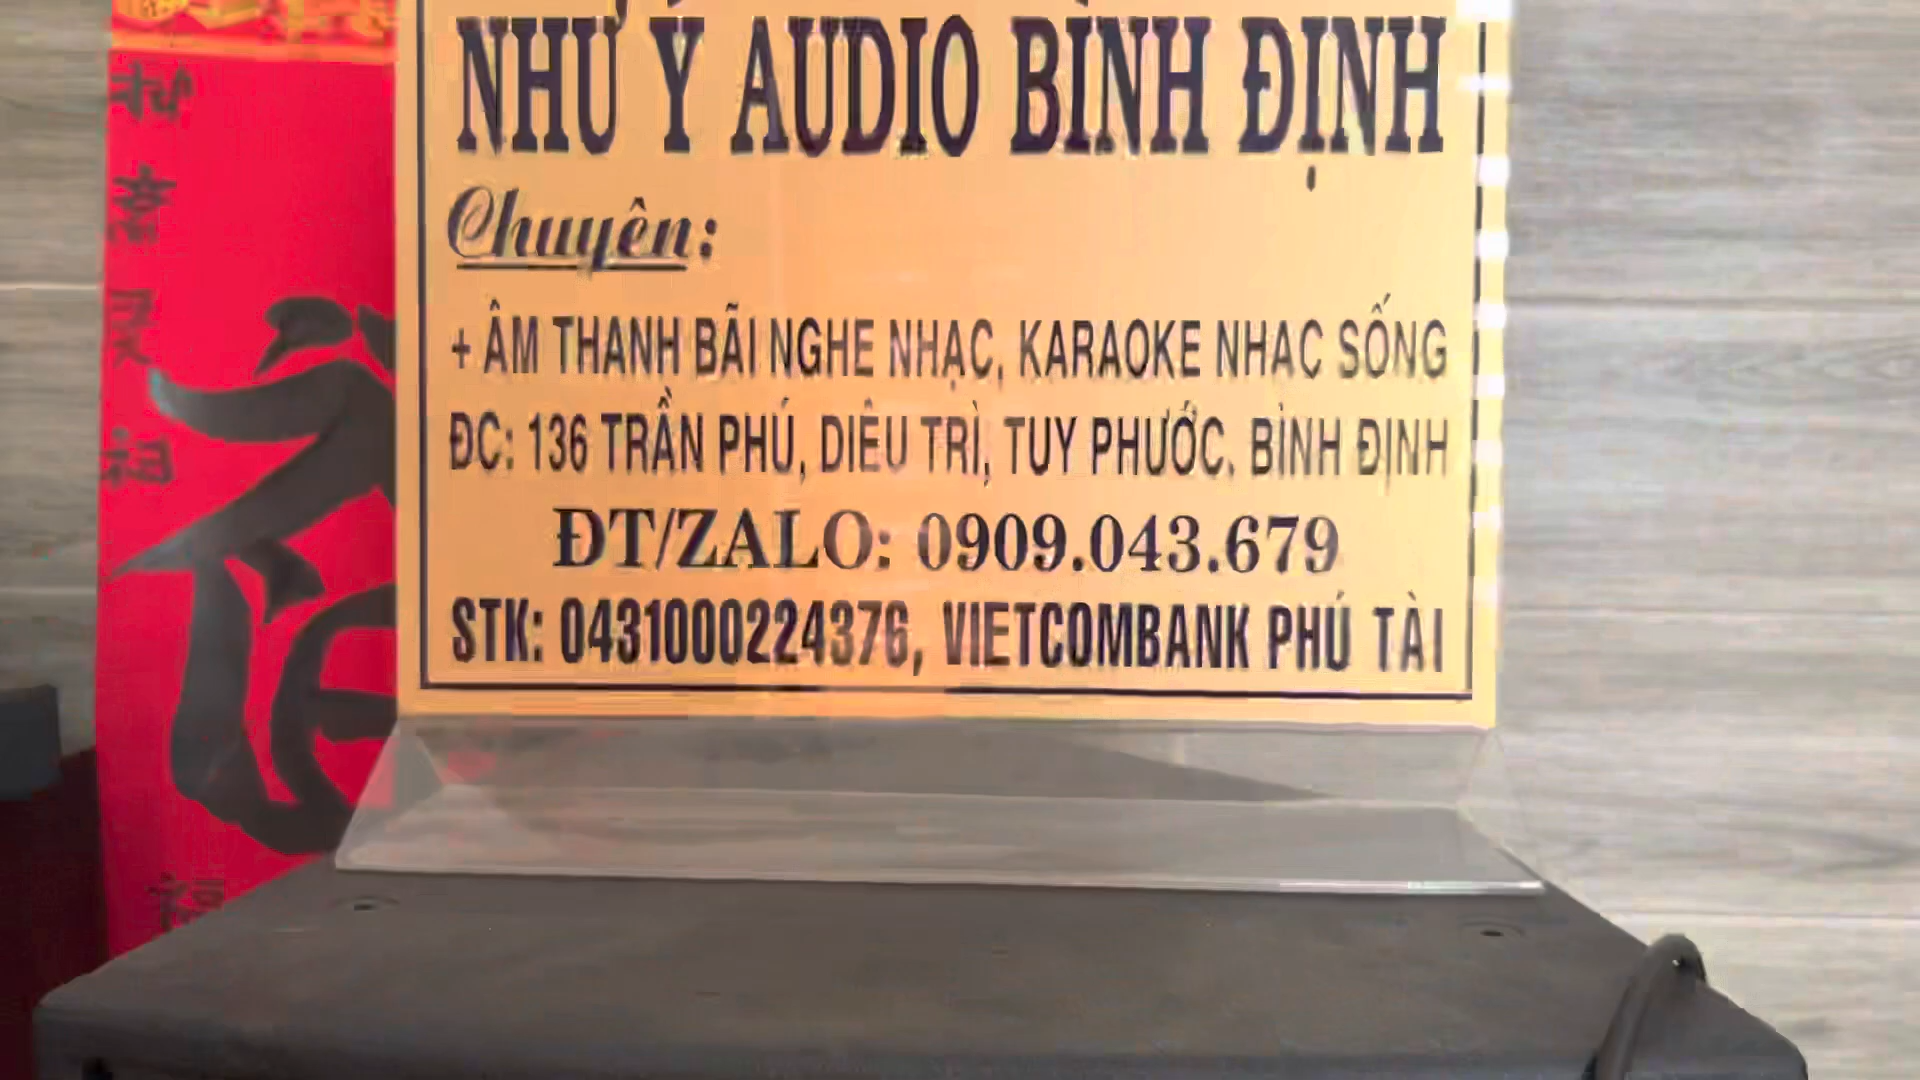 NHƯ Ý AUDIO BÌNH ĐỊNH
Chuyên:
+ ÂM THANH BÃI NGHE NHẠC, KARAOKE NHẠC SỐNG
ĐC: 136 TRẦN PHÚ, DIÊU TRÌ, TUY PHƯỚC, BÌNH ĐỊNH
ĐT/ZALO: 0909.043.679
STK: 0431000224376, VIETCOMBANK PHÚ TÀI
福